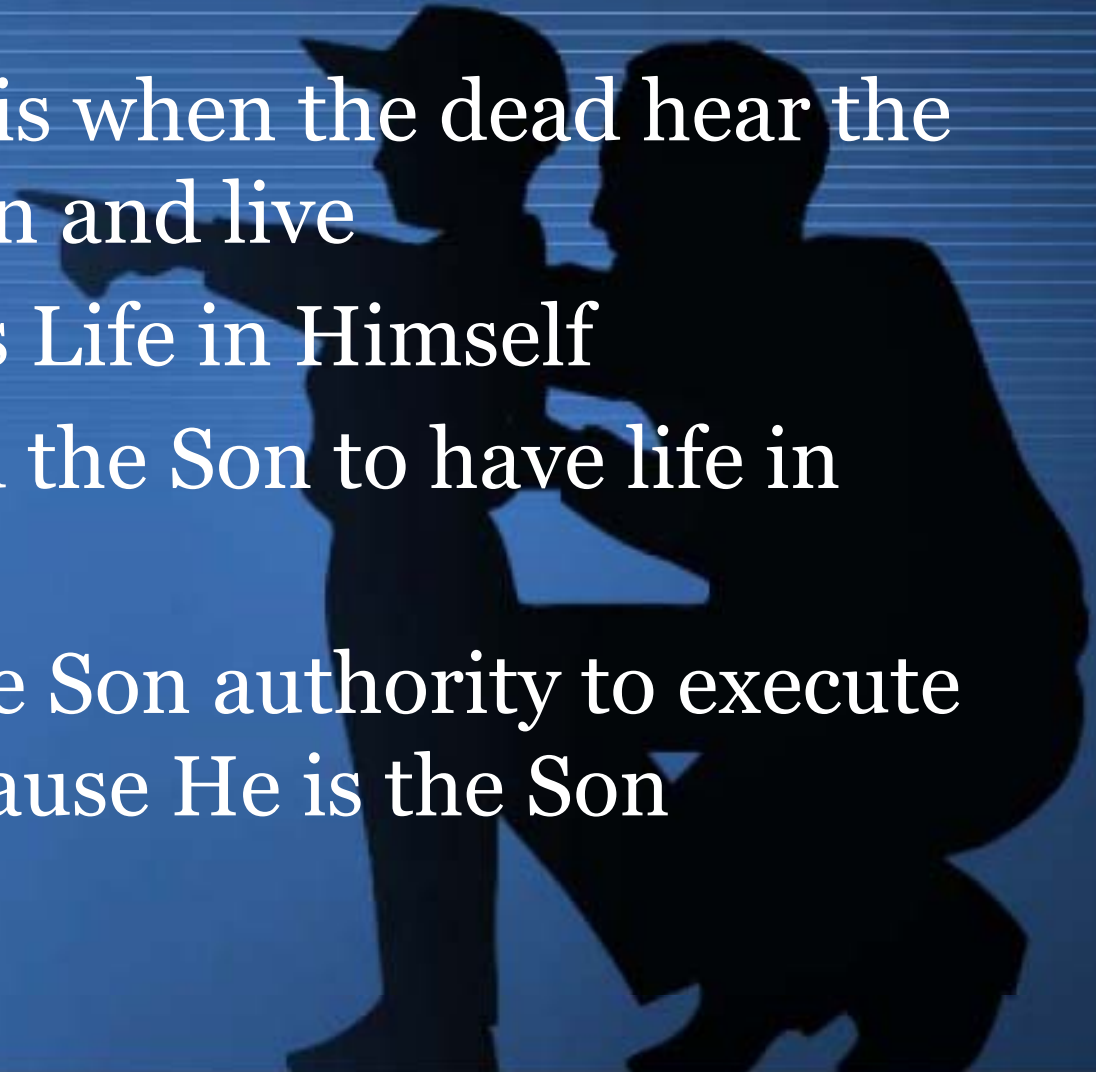 is when the dead hear the
n and live
s Life in Himself
the Son to have life in
e Son authority to execute
ause He is the Son